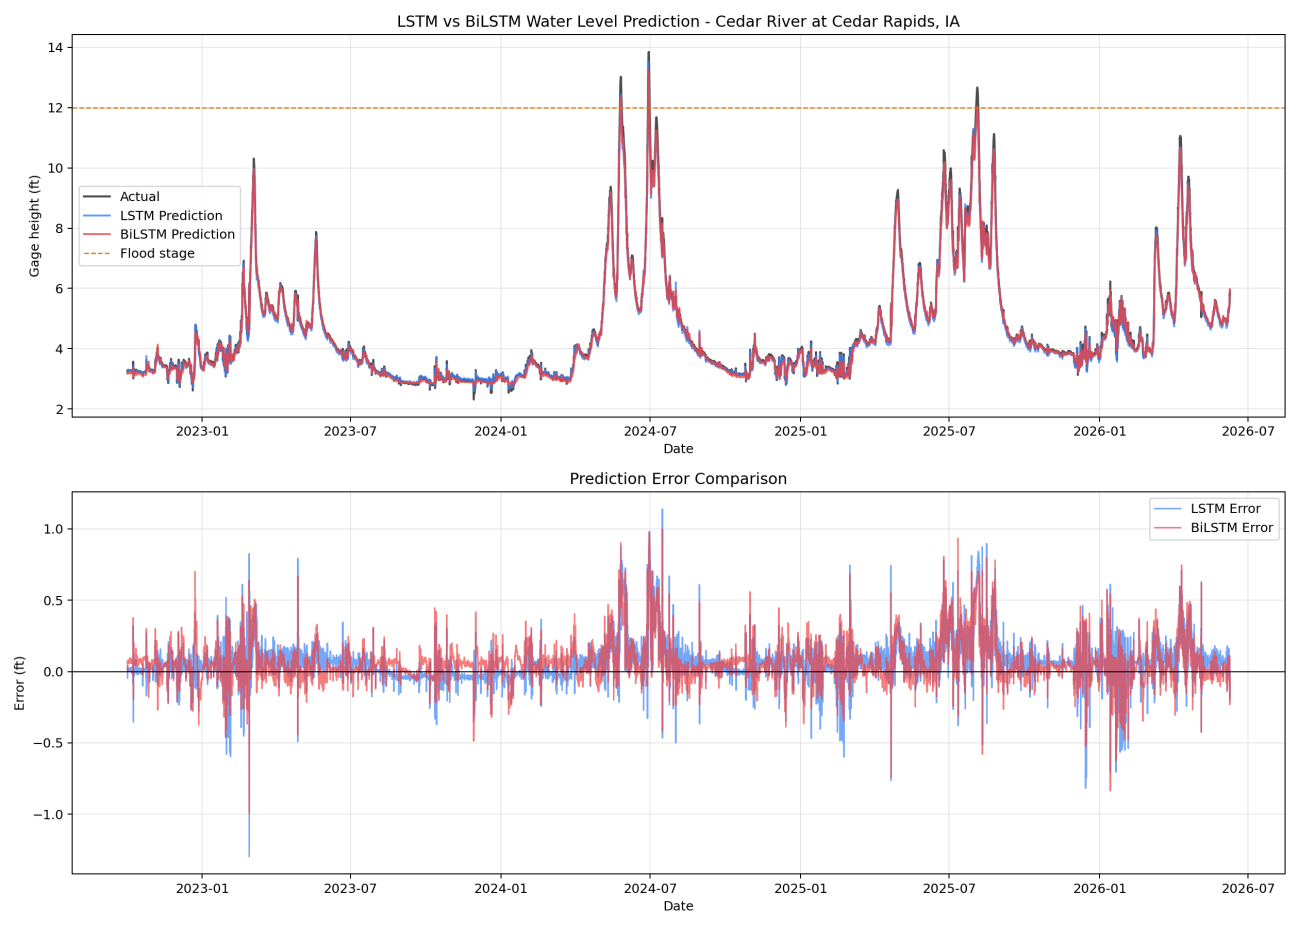 LSTM vs BiLSTM Water Level Prediction - Cedar River at Cedar Rapids, IA
14
12
10
8
6
4
2
Gage height (ft)
Actual
LSTM Prediction
BiLSTM Prediction
Flood stage
2023-01 2023-07 2024-01 2024-07 2025-01 2025-07 2026-01 2026-07
Date
Prediction Error Comparison
1.0
0.5
0.0
−0.5
−1.0
Error (ft)
LSTM Error
BiLSTM Error
2023-01 2023-07 2024-01 2024-07 2025-01 2025-07 2026-01 2026-07
Date